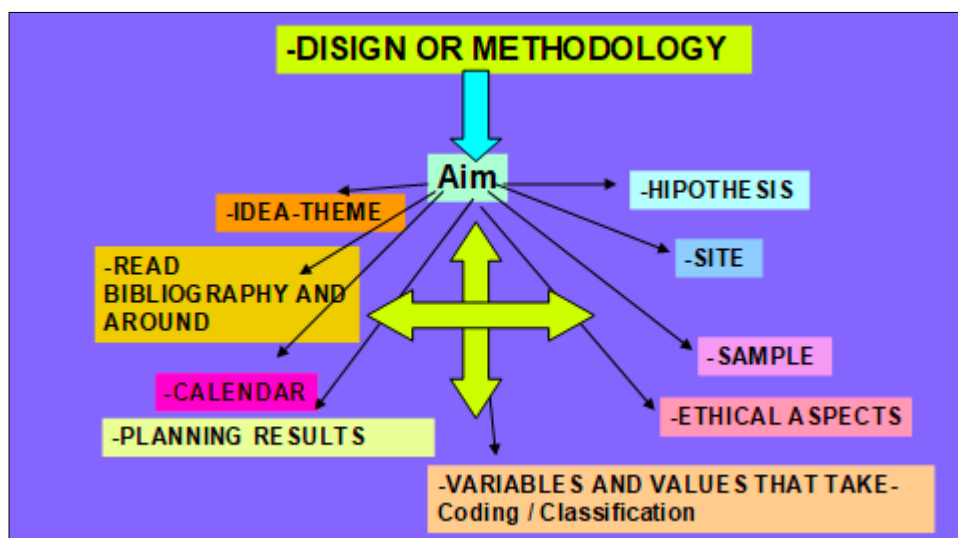 -DISIGN OR METHODOLOGY
Aim
-IDEA-THEME
-HIPOTHESIS
-READ
BIBLIOGRAPHY AND
AROUND
-SITE
-CALENDAR
-SAMPLE
-PLANNING RESULTS
-ETHICAL ASPECTS
-VARIABLES AND VALUES THAT TAKE-
Coding / Classification